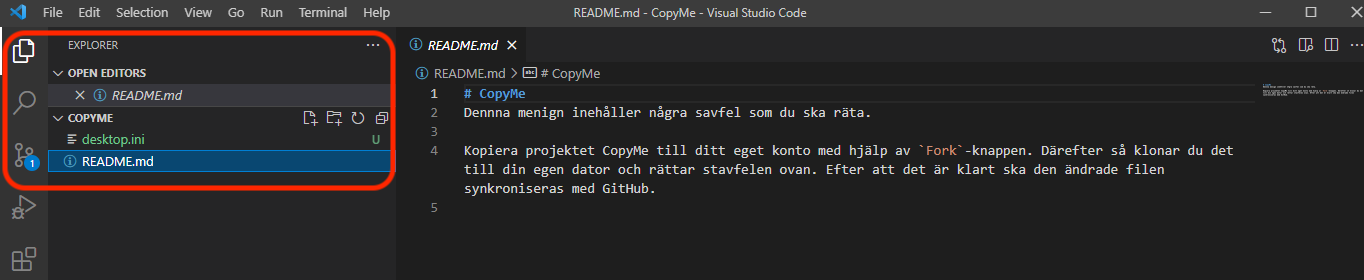 File Edit Selection View Go Run Terminal Help README.md - CopyMe - Visual Studio Code
EXPLORER
OPEN EDITORS
README.md
COPYME
desktop.ini U
README.md
1
README.md
README.md > # CopyMe
1 # CopyMe
2 Dennna menign inehåller några savfel som du ska räta.
3
4 Kopiera projektet CopyMe till ditt eget konto med hjälp av `Fork`-knappen. Därefter så klonar du det
till din egen dator och rättar stavfelen ovan. Efter att det är klart ska den ändrade filen
synkroniseras med GitHub.
5